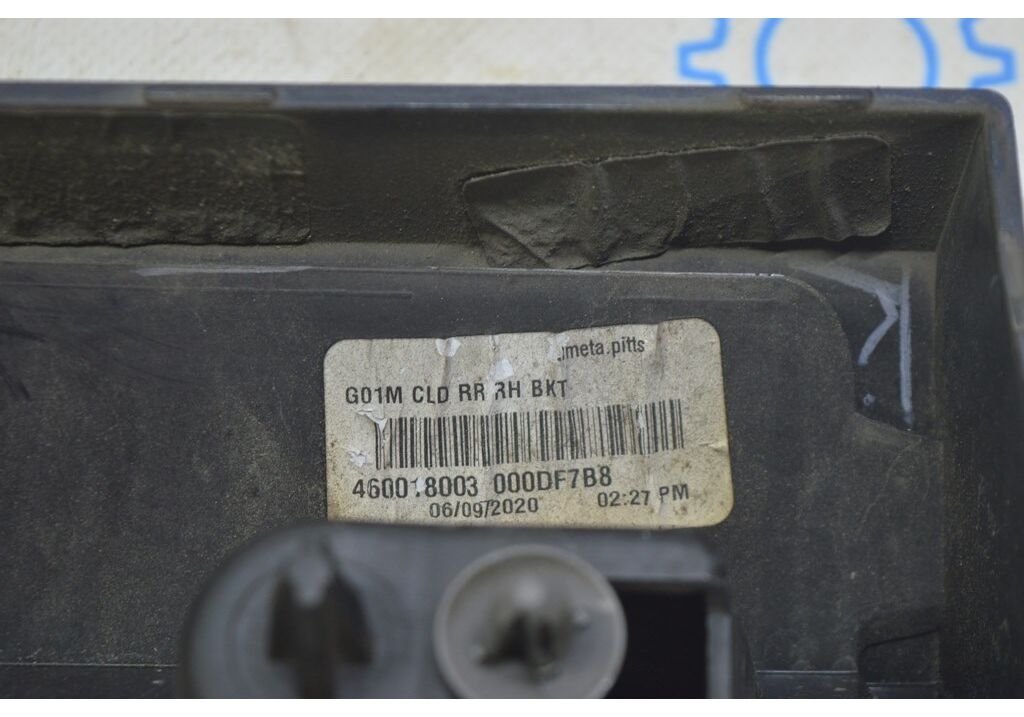 .meta.pitts
G01M CLD RR RH BKT
460018003 000DF7B8
06/09/2020 02:27 PM